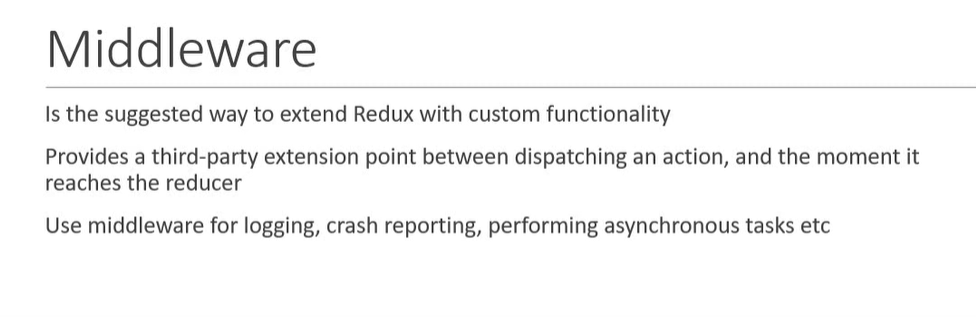 Middleware
Is the suggested way to extend Redux with custom functionality
Provides a third-party extension point between dispatching an action, and the moment it
reaches the reducer
Use middleware for logging, crash reporting, performing asynchronous tasks etc